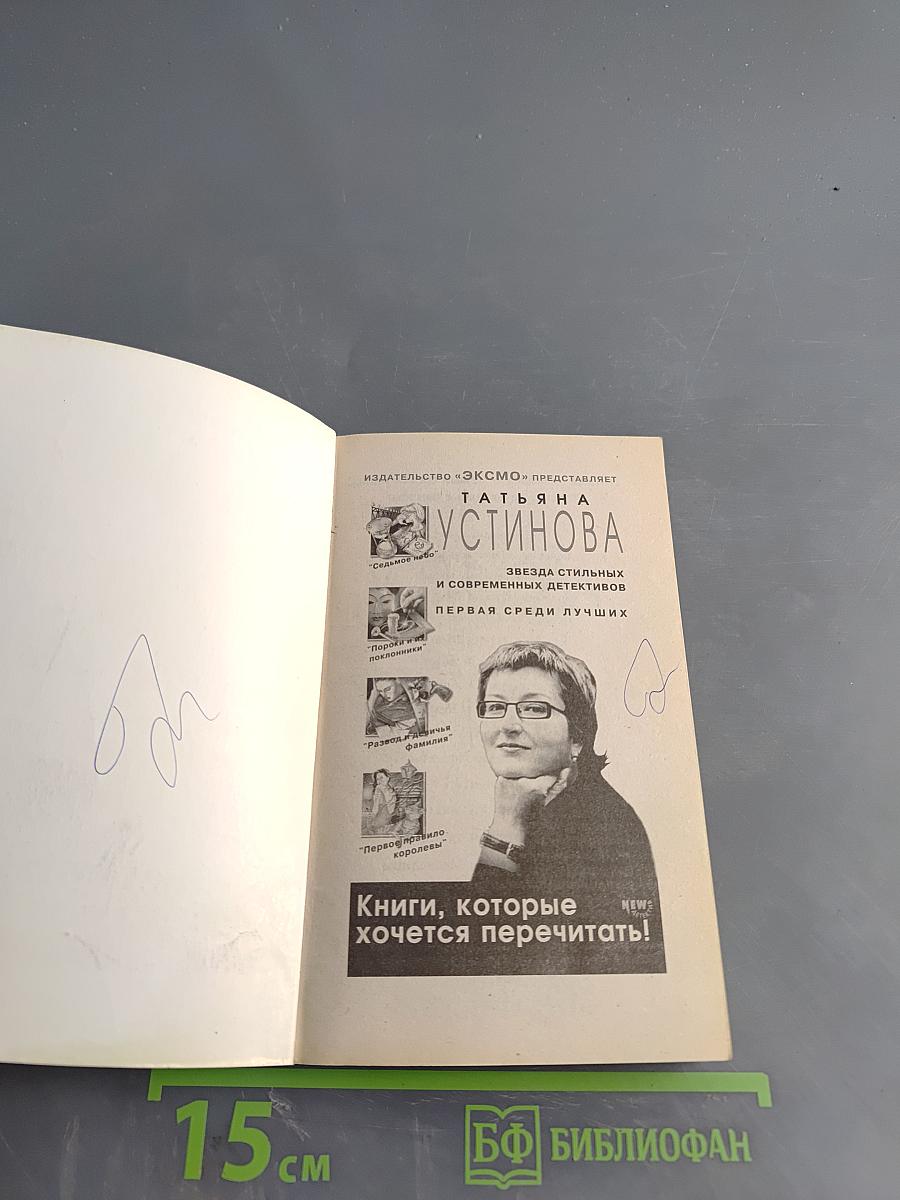 ИЗДАТЕЛЬСТВО «ЭКСМО» ПРЕДСТАВЛЯЕТ
ТАТЬЯНА
УСТИНОВА
"Седьмое небо"
ЗВЕЗДА СТИЛЬНЫХ
И СОВРЕМЕННЫХ ДЕТЕКТИВОВ
ПЕРВАЯ СРЕДИ ЛУЧШИХ
"Пороки и их
поклонники"
"Развод и девичья
фамилия"
"Первое правило
королевы"
Книги, которые
хочется перечитать!
NEW
15 см
БФ БИБЛИОФАН